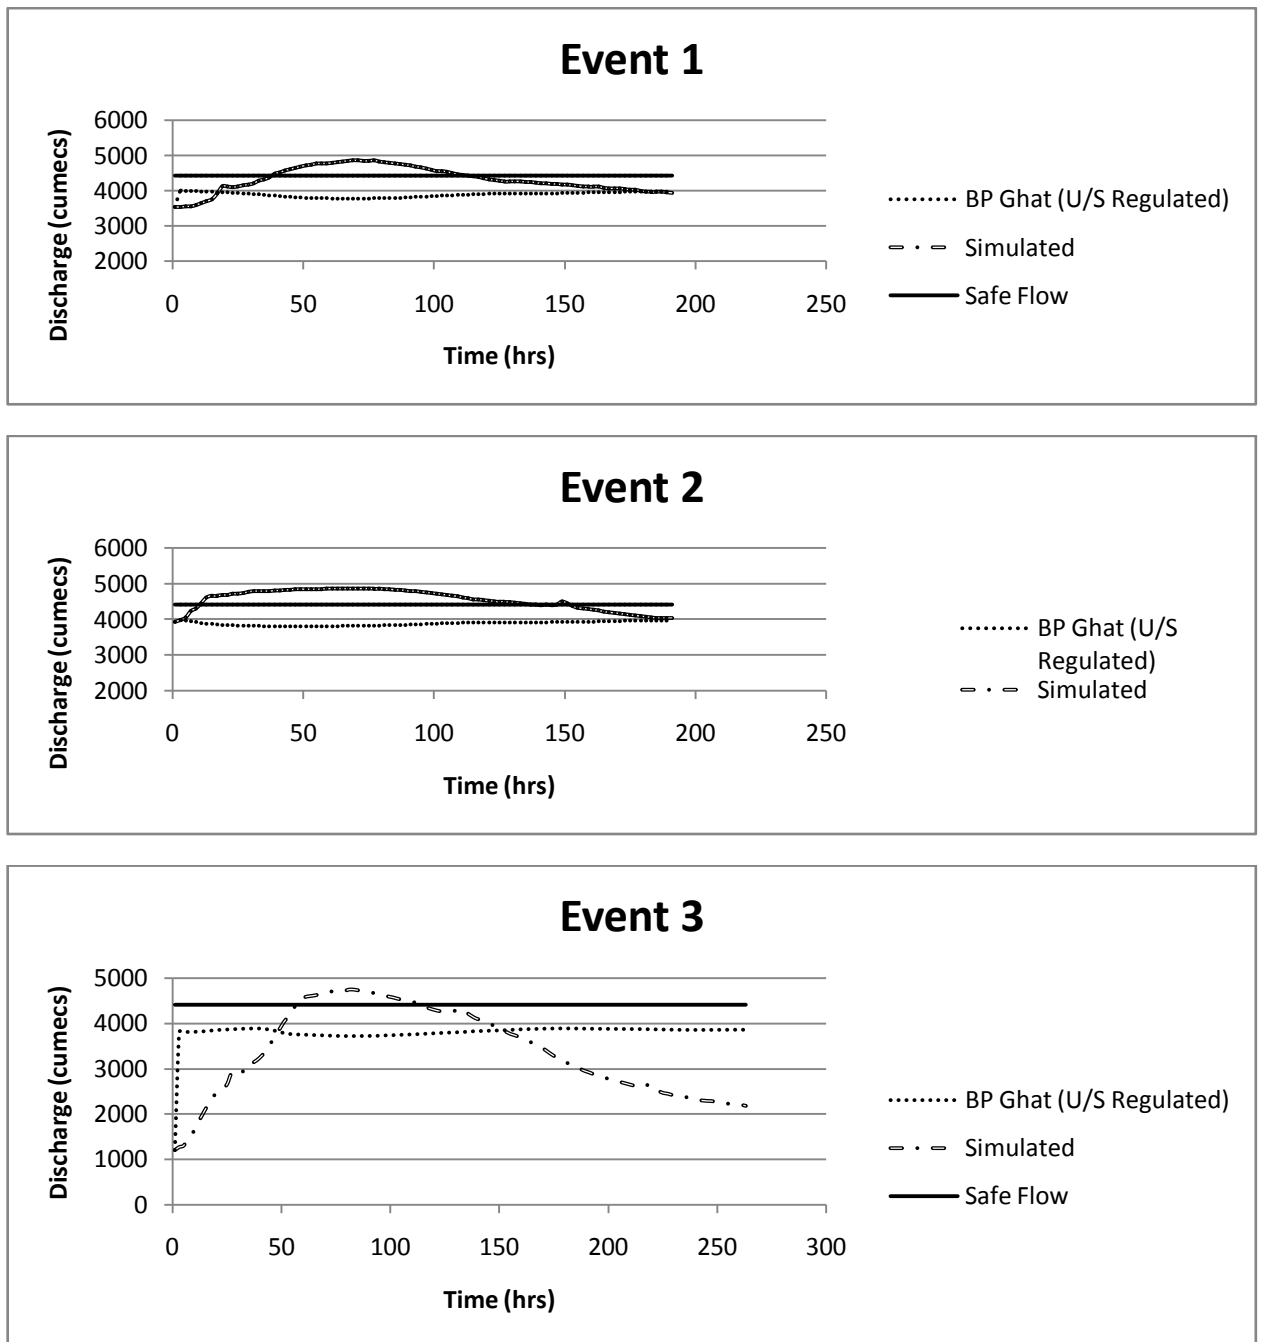 Event 1
Discharge (cumecs)
6000
5000
4000
3000
2000
0
50
100
150
200
250
Time (hrs)
BP Ghat (U/S Regulated)
Simulated
Safe Flow
Event 2
Discharge (cumecs)
6000
5000
4000
3000
2000
0
50
100
150
200
250
Time (hrs)
BP Ghat (U/S
Regulated)
Simulated
Event 3
Discharge (cumecs)
5000
4000
3000
2000
1000
0
0
50
100
150
200
250
300
Time (hrs)
BP Ghat (U/S Regulated)
Simulated
Safe Flow